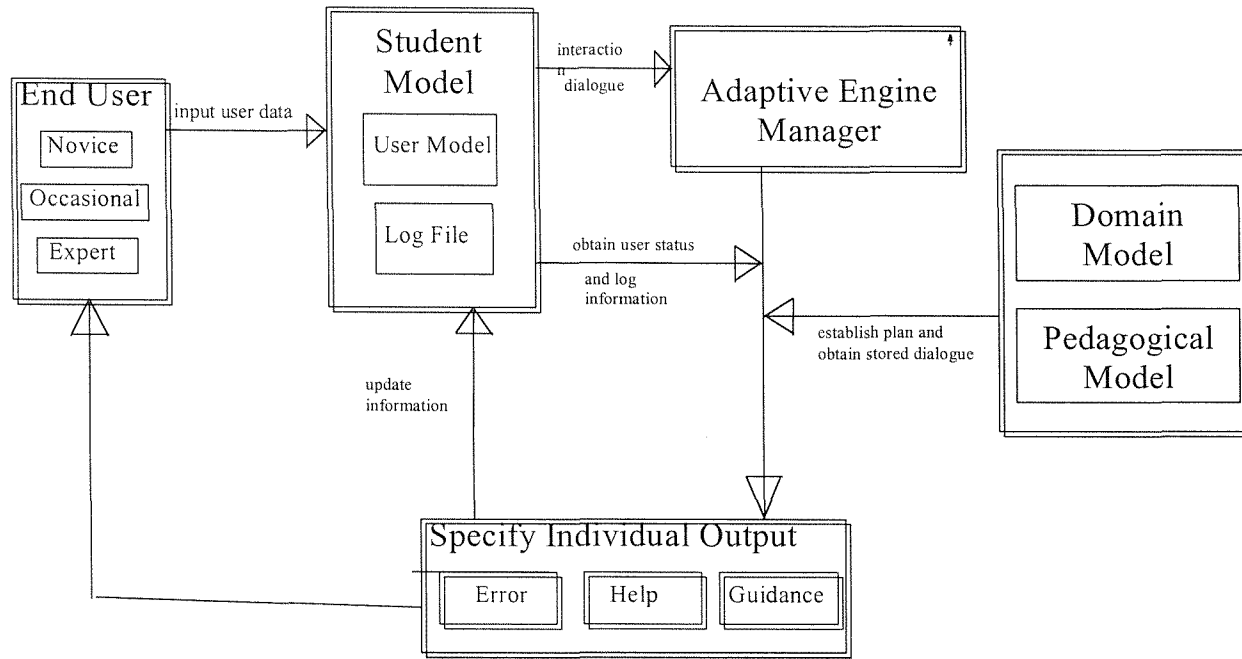 End User
Novice
Occasional
Expert
input user data
Student
Model
User Model
Log File
interactio
n
dialogue
Adaptive Engine
Manager
obtain user status
and log
information
Domain
Model
Pedagogical
Model
establish plan and
obtain stored dialogue
update
information
Specify Individual Output
Error
Help
Guidance